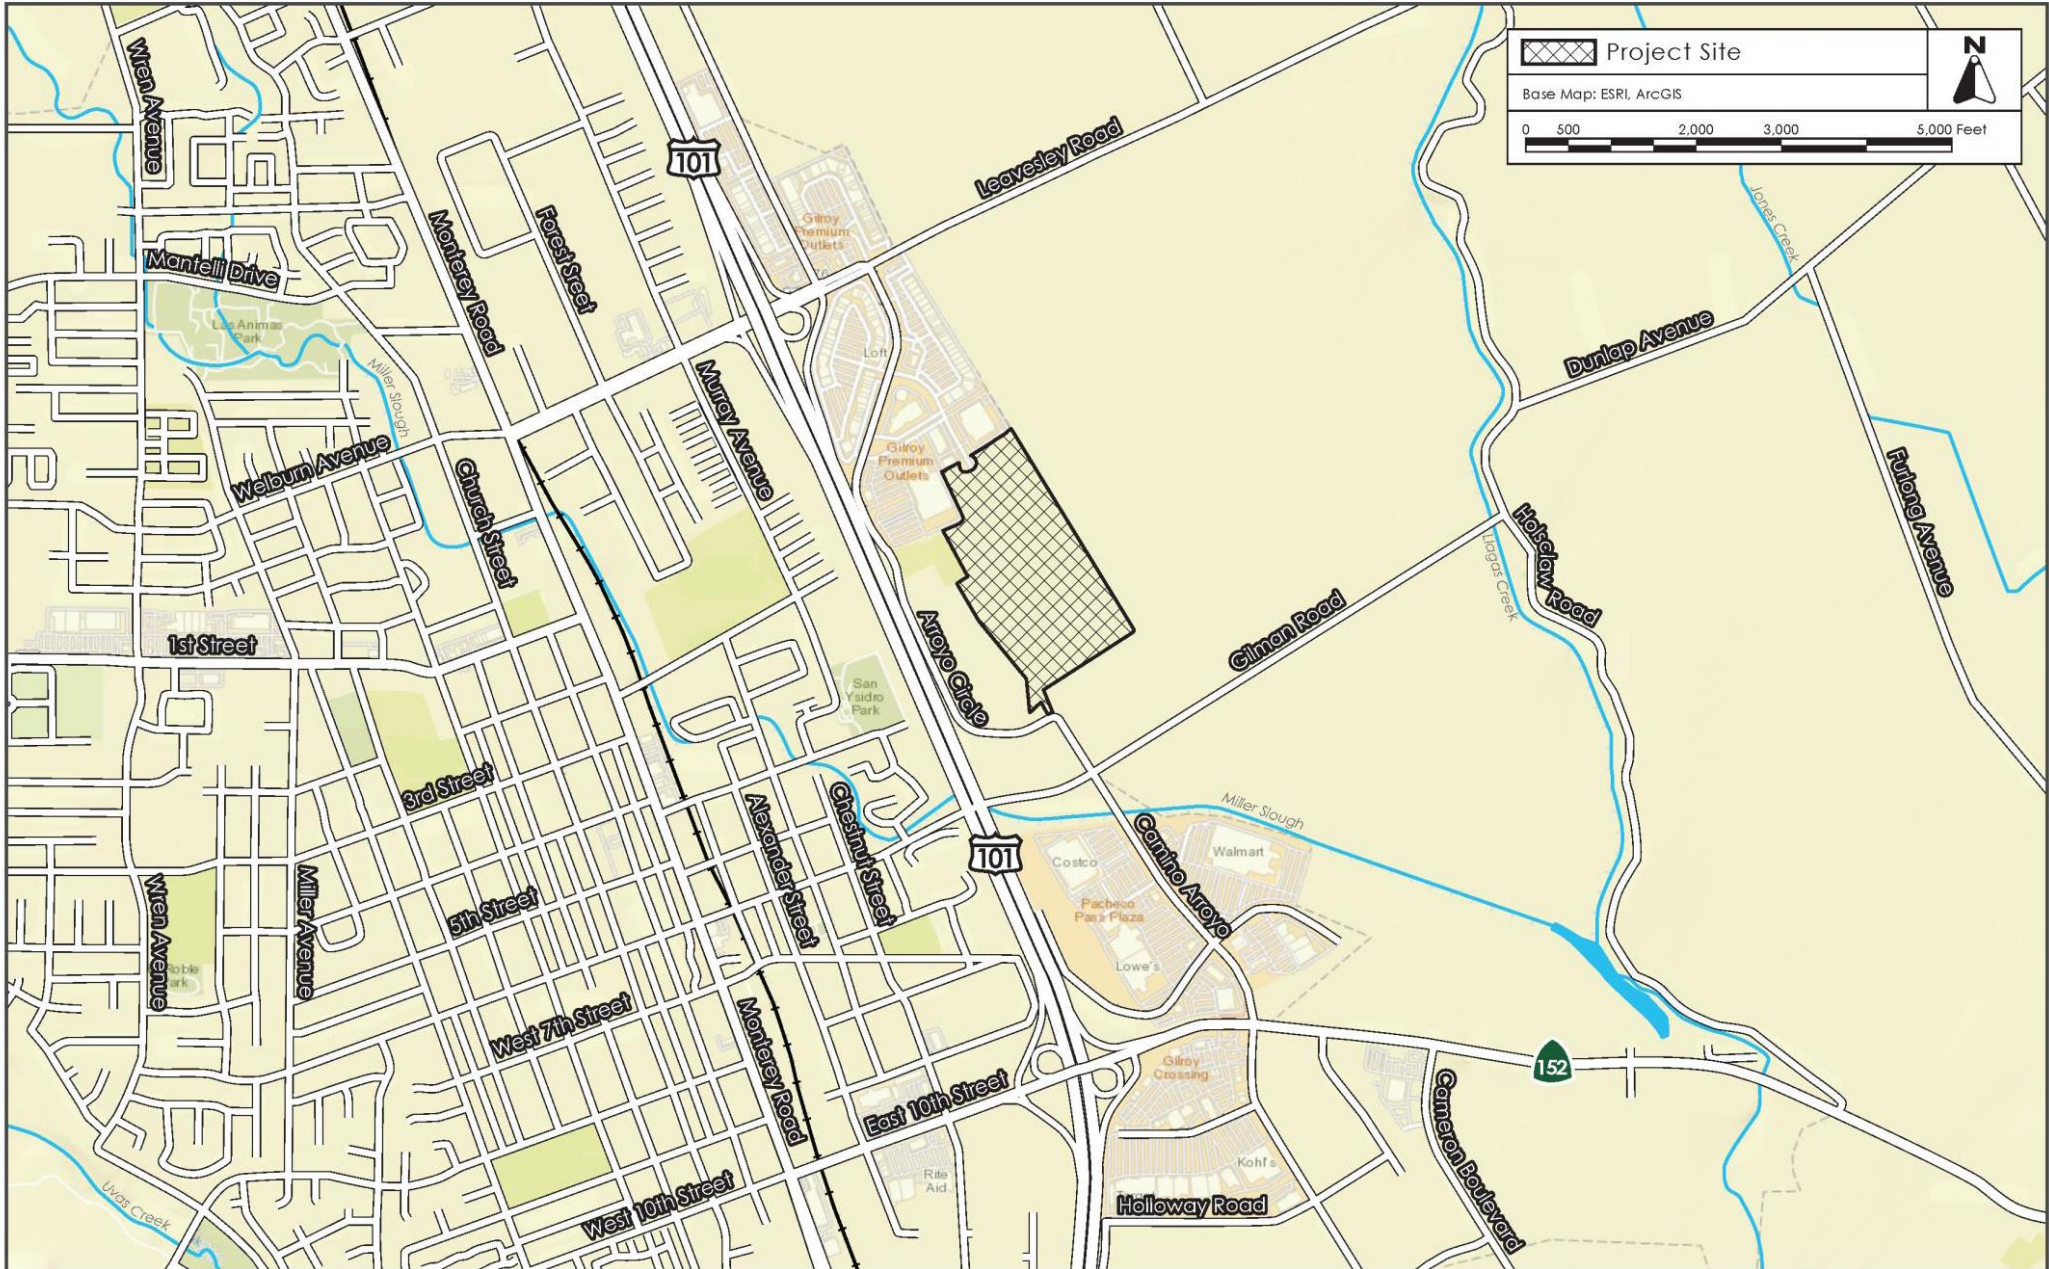 Project Site
N
Base Map: ESRI, ArcGIS
0 500 2,000 3,000 5,000 Feet
Wren Avenue
101
Leavesley Road
Jones Creek
Gilroy
Premium
Outlets
Monterey Road
Forest Street
Mantelli Drive
76
Las Animas
Park
Dunlap Avenue
Loft
Miller Slough
Murray Avenue
Welburn Avenue
Gilroy
Premium
Outlets
Church Street
Furlong Avenue
Holsclaw Road
Llagas Creek
Gilman Road
Arroyo Circle
1st Street
San
Ysidro
Park
3rd Street
Alexander Street
Chestnut Street
Miller Slough
101
Camino Arroyo
Costco
Walmart
Wren Avenue
Miller Avenue
5th Street
Pacheco
Pass Plaza
Lowe's
Roble
Park
West 7th Street
Monterey Road
Gilroy
Crossing
152
East 10th Street
Cameron Boulevard
Rite
Aid
Kohl's
Uvas Creek
West 10th Street
Holloway Road